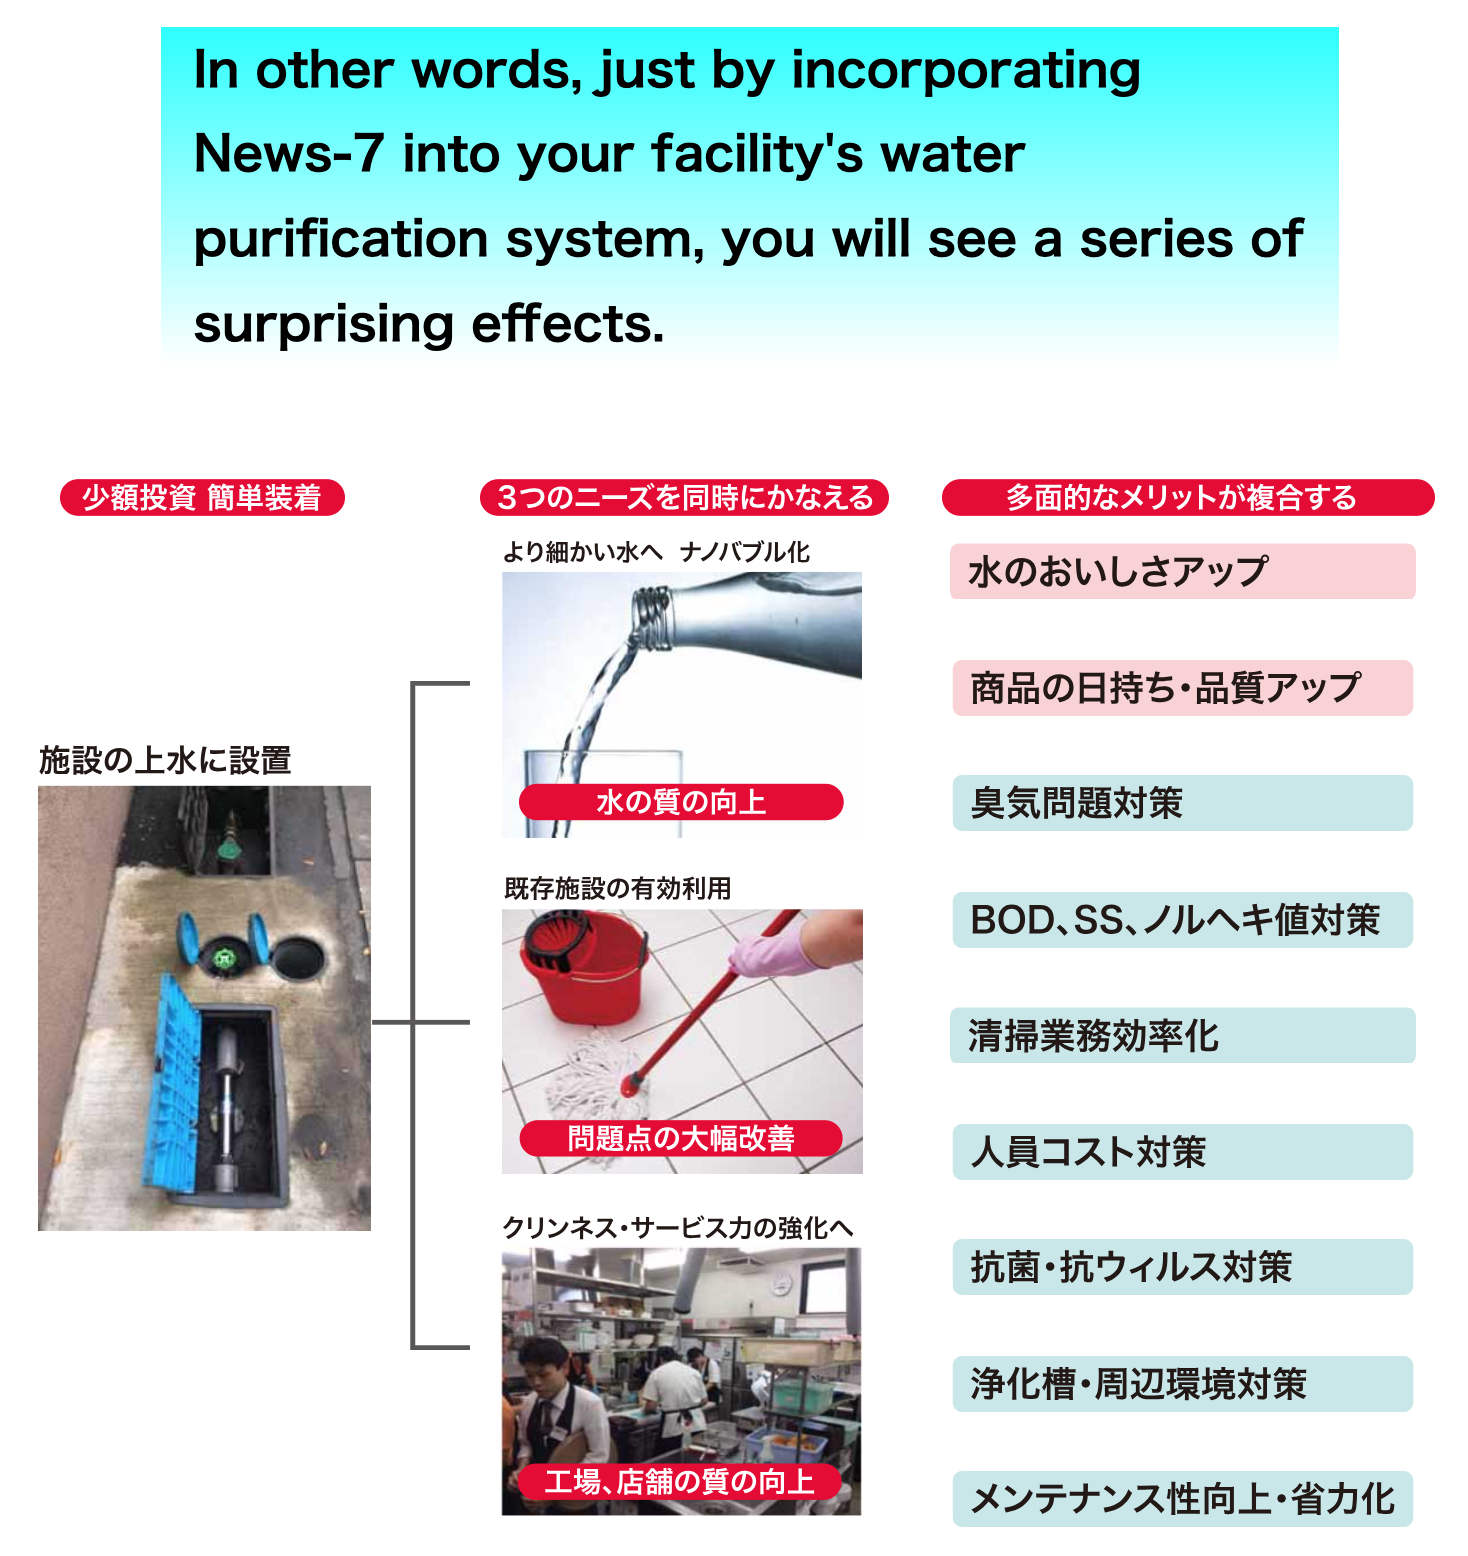 In other words, just by incorporating
News-7 into your facility's water
purification system, you will see a series of
surprising effects.
少額投資 簡単装着
施設の上水に設置
3つのニーズを同時にかなえる
より細かい水へ ナノバブル化
水の質の向上
既存施設の有効利用
問題点の大幅改善
クリンネス・サービス力の強化へ
工場、店舗の質の向上
多面的なメリットが複合する
水のおいしさアップ
商品の日持ち・品質アップ
臭気問題対策
BOD、SS、ノルヘキ値対策
清掃業務効率化
人員コスト対策
抗菌・抗ウィルス対策
浄化槽・周辺環境対策
メンテナンス性向上・省力化